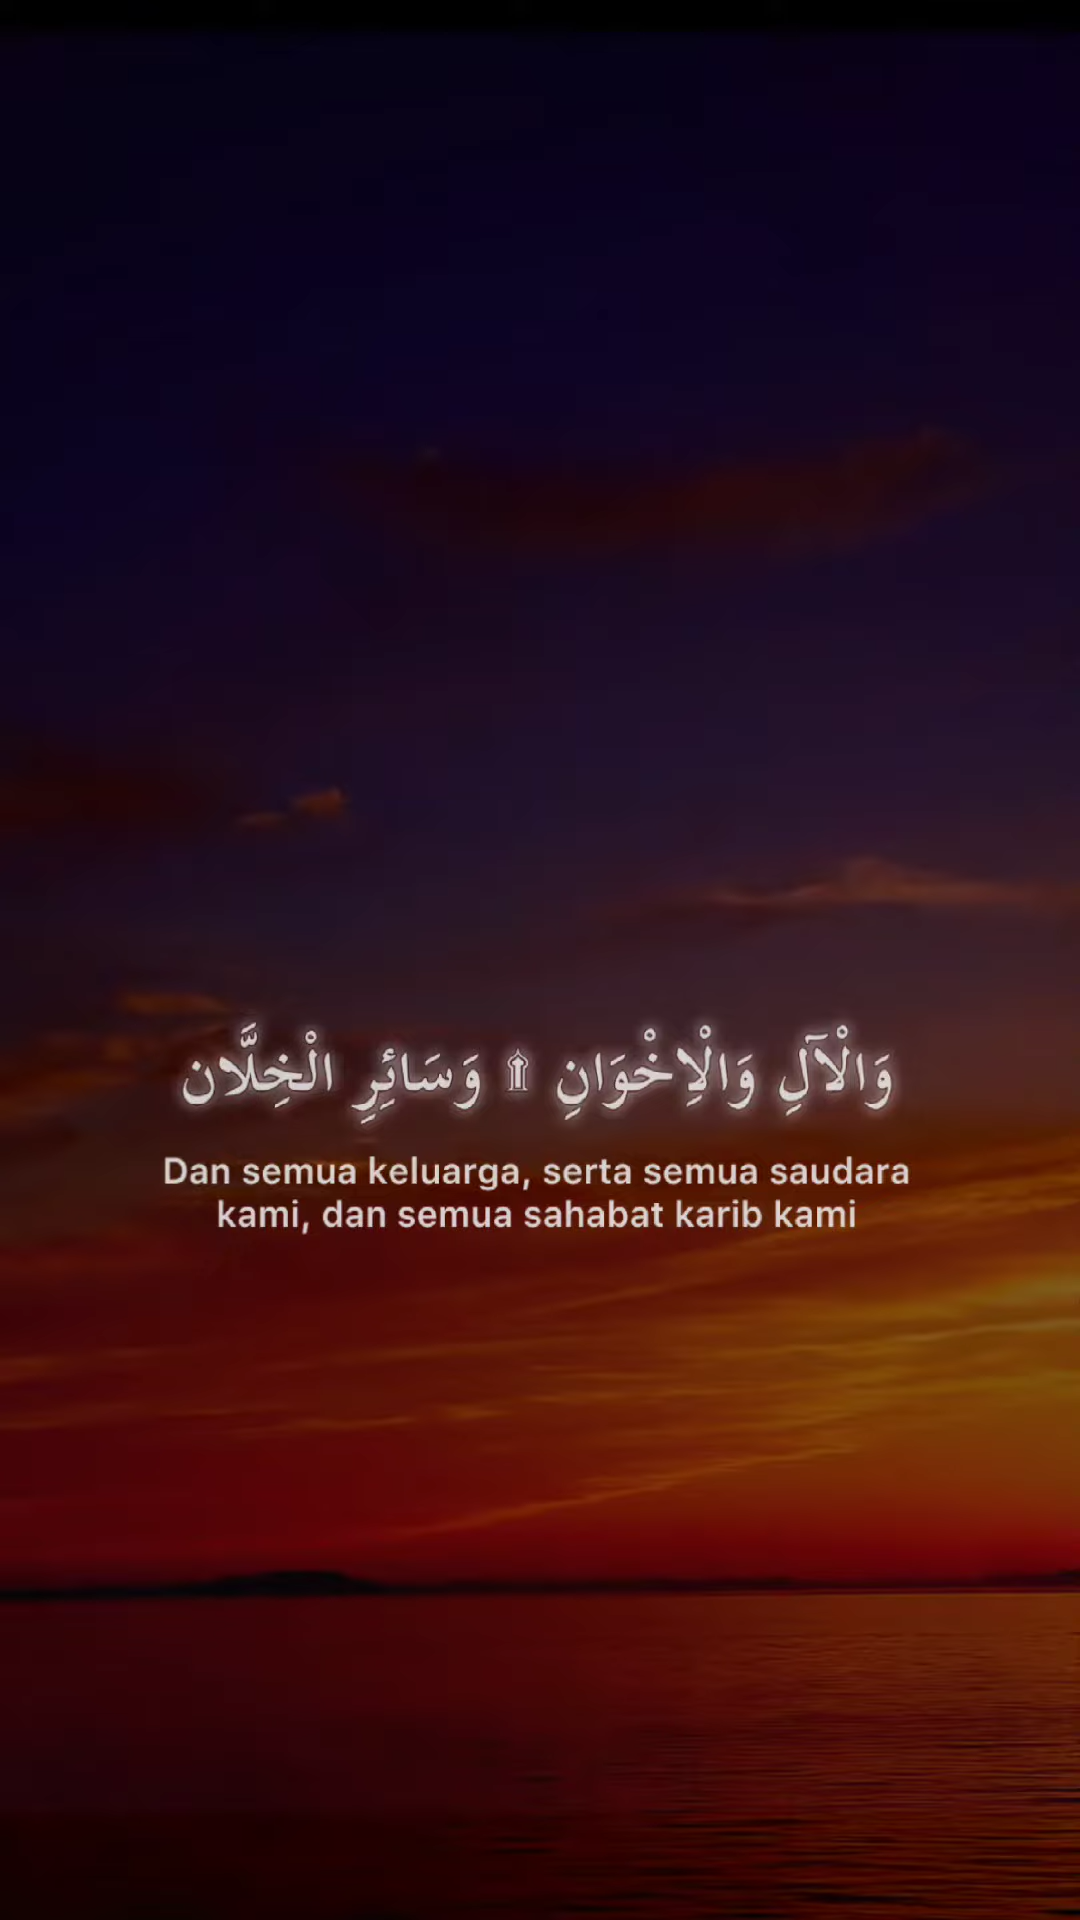 وَالْآلِ وَالْاِخْوَانِ ۩ وَسَائِرِ الْخِلَّان
Dan semua keluarga, serta semua saudara
kami, dan semua sahabat karib kami